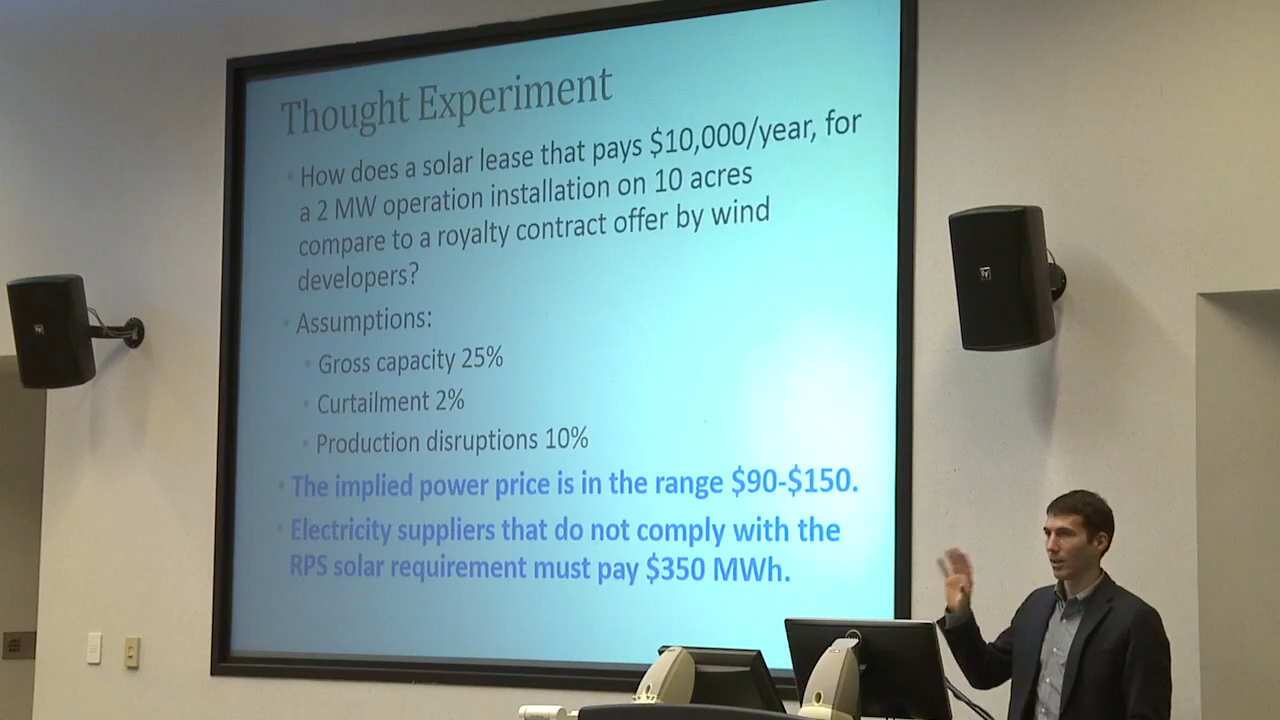 Thought Experiment
• How does a solar lease that pays $10,000/year, for
a 2 MW operation installation on 10 acres
compare to a royalty contract offer by wind
developers?
• Assumptions:
• Gross capacity 25%
• Curtailment 2%
• Production disruptions 10%
• The implied power price is in the range $90-$150.
• Electricity suppliers that do not comply with the
RPS solar requirement must pay $350 MWh.